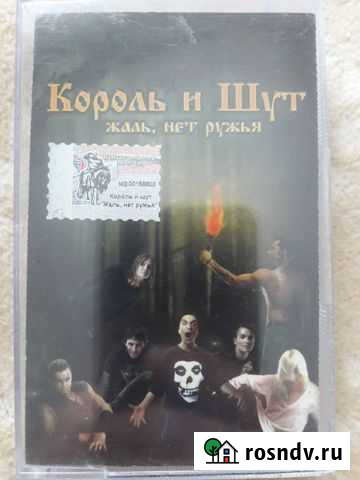 Король и Шут
жаль, нет ружья
Король и шут
"Жаль, нет ружья"
rosndv.ru